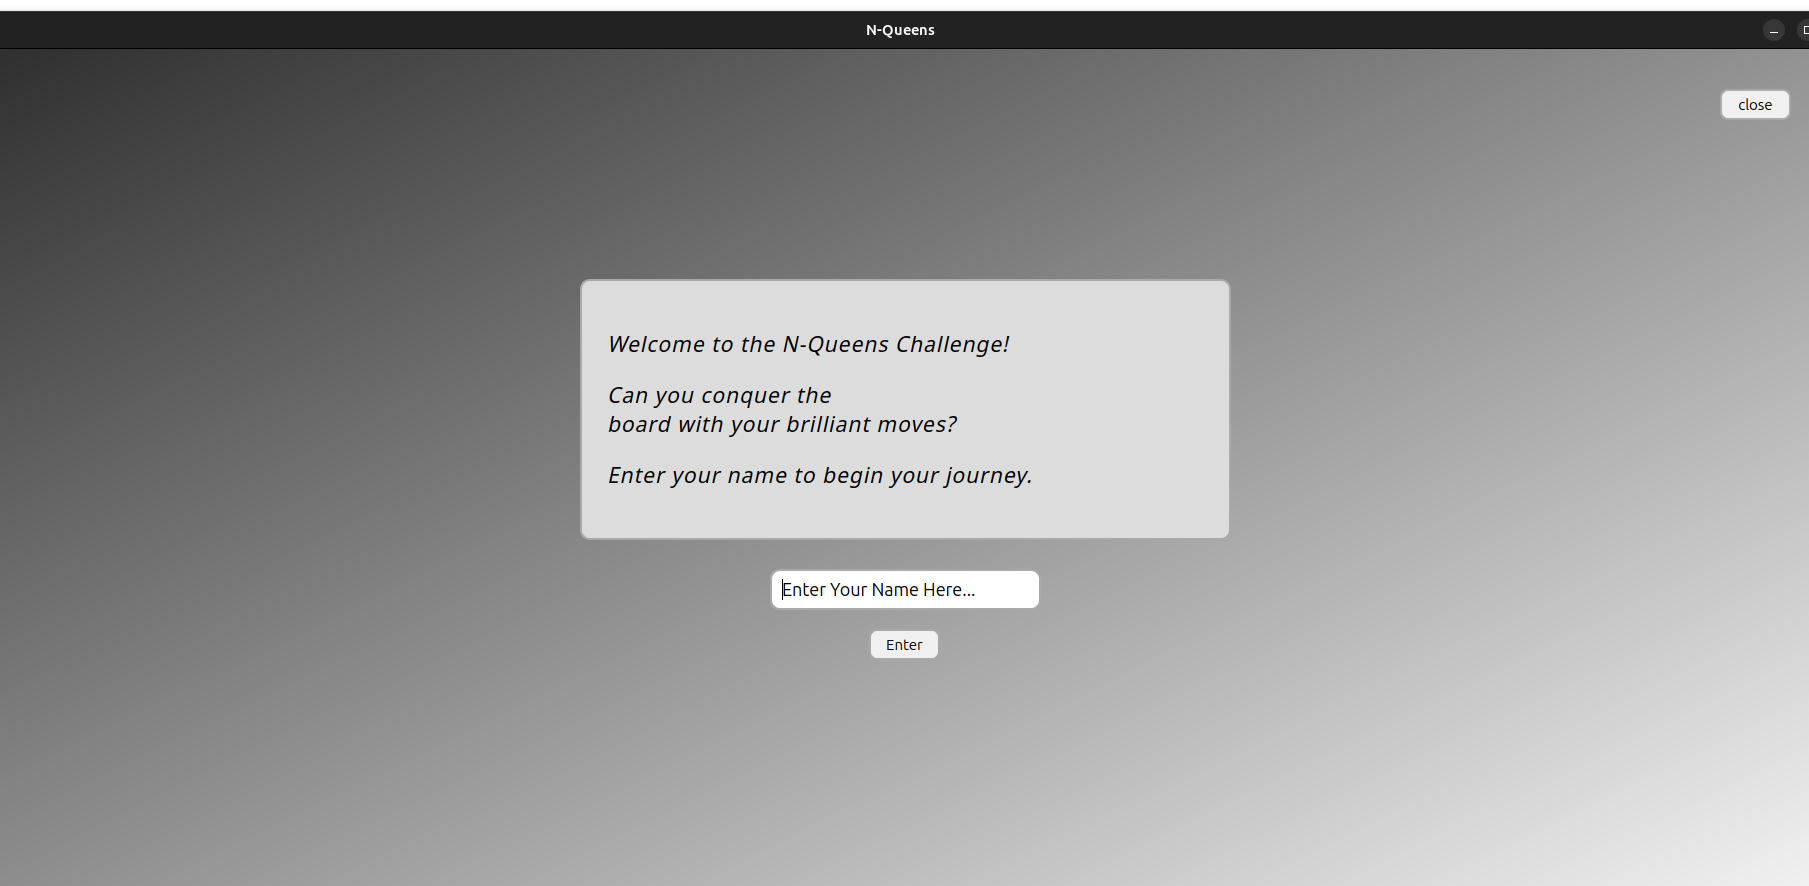 N-Queens
close
Welcome to the N-Queens Challenge!
Can you conquer the
board with your brilliant moves?
Enter your name to begin your journey.
Enter Your Name Here...
Enter